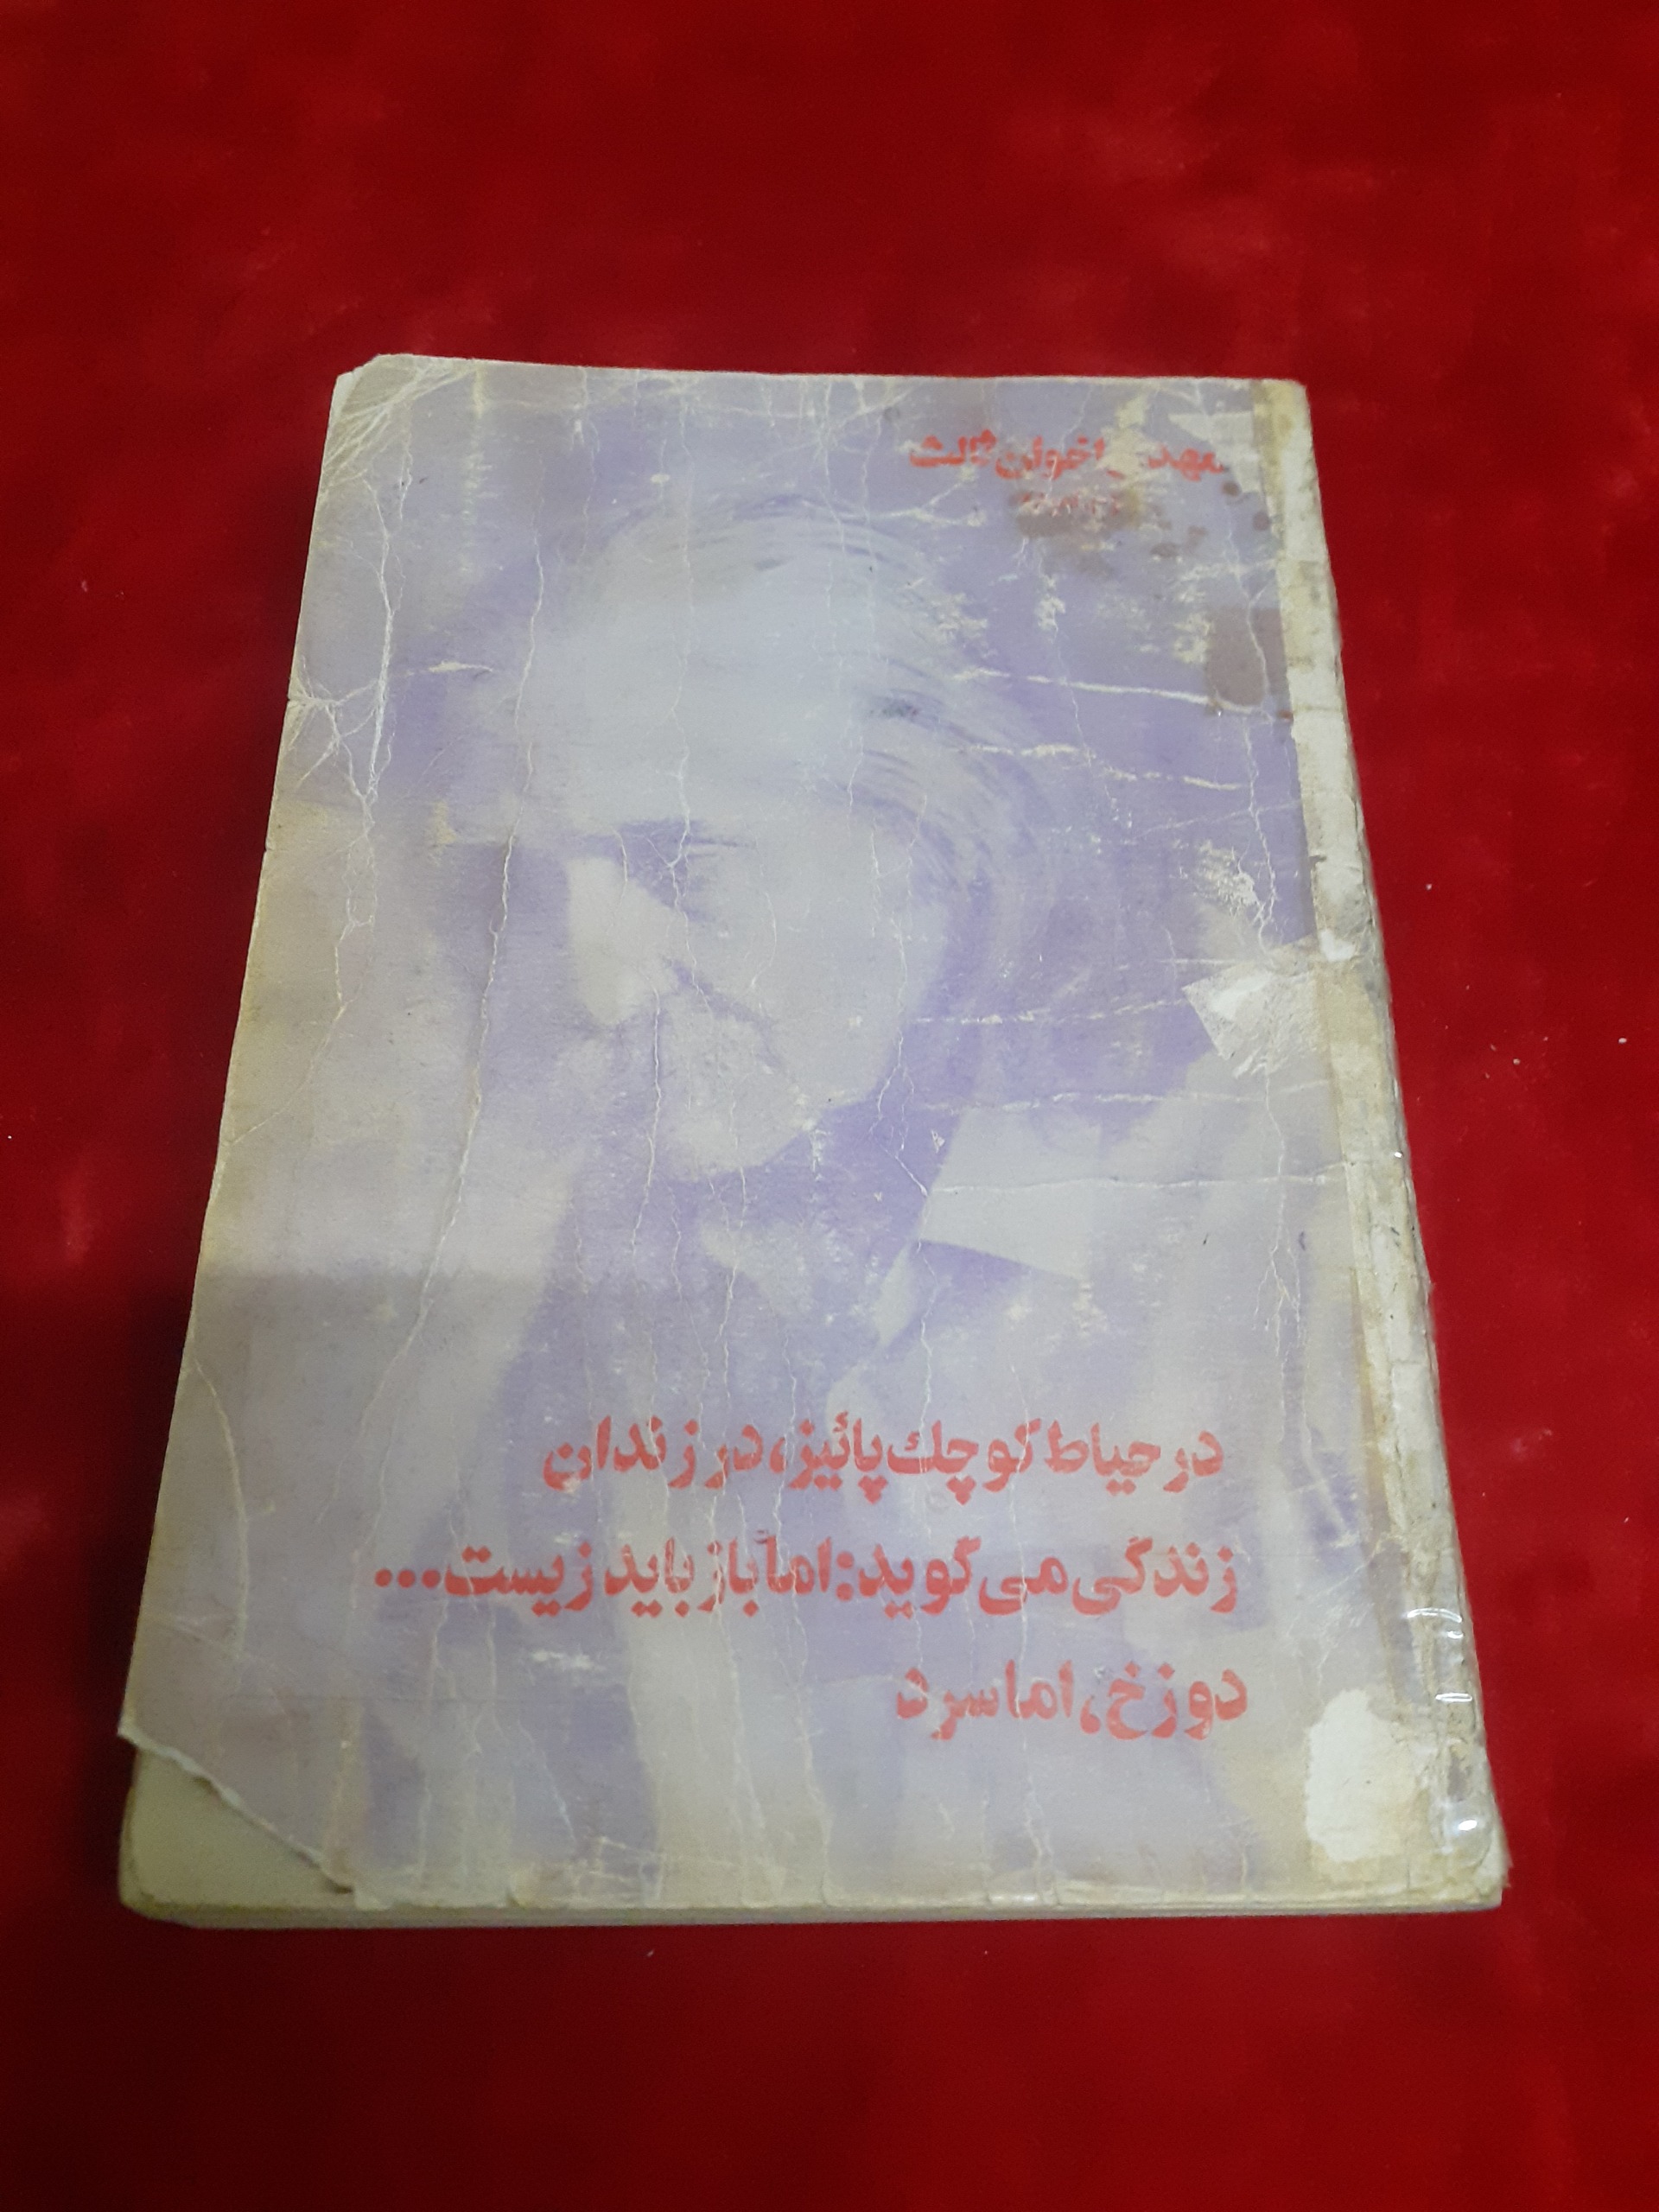 مهدی اخوان ثالث
در حیاط کوچک پائیز، در زندان
زندگی می گوید: اما باز باید زیست...
دوزخ، اما سرد